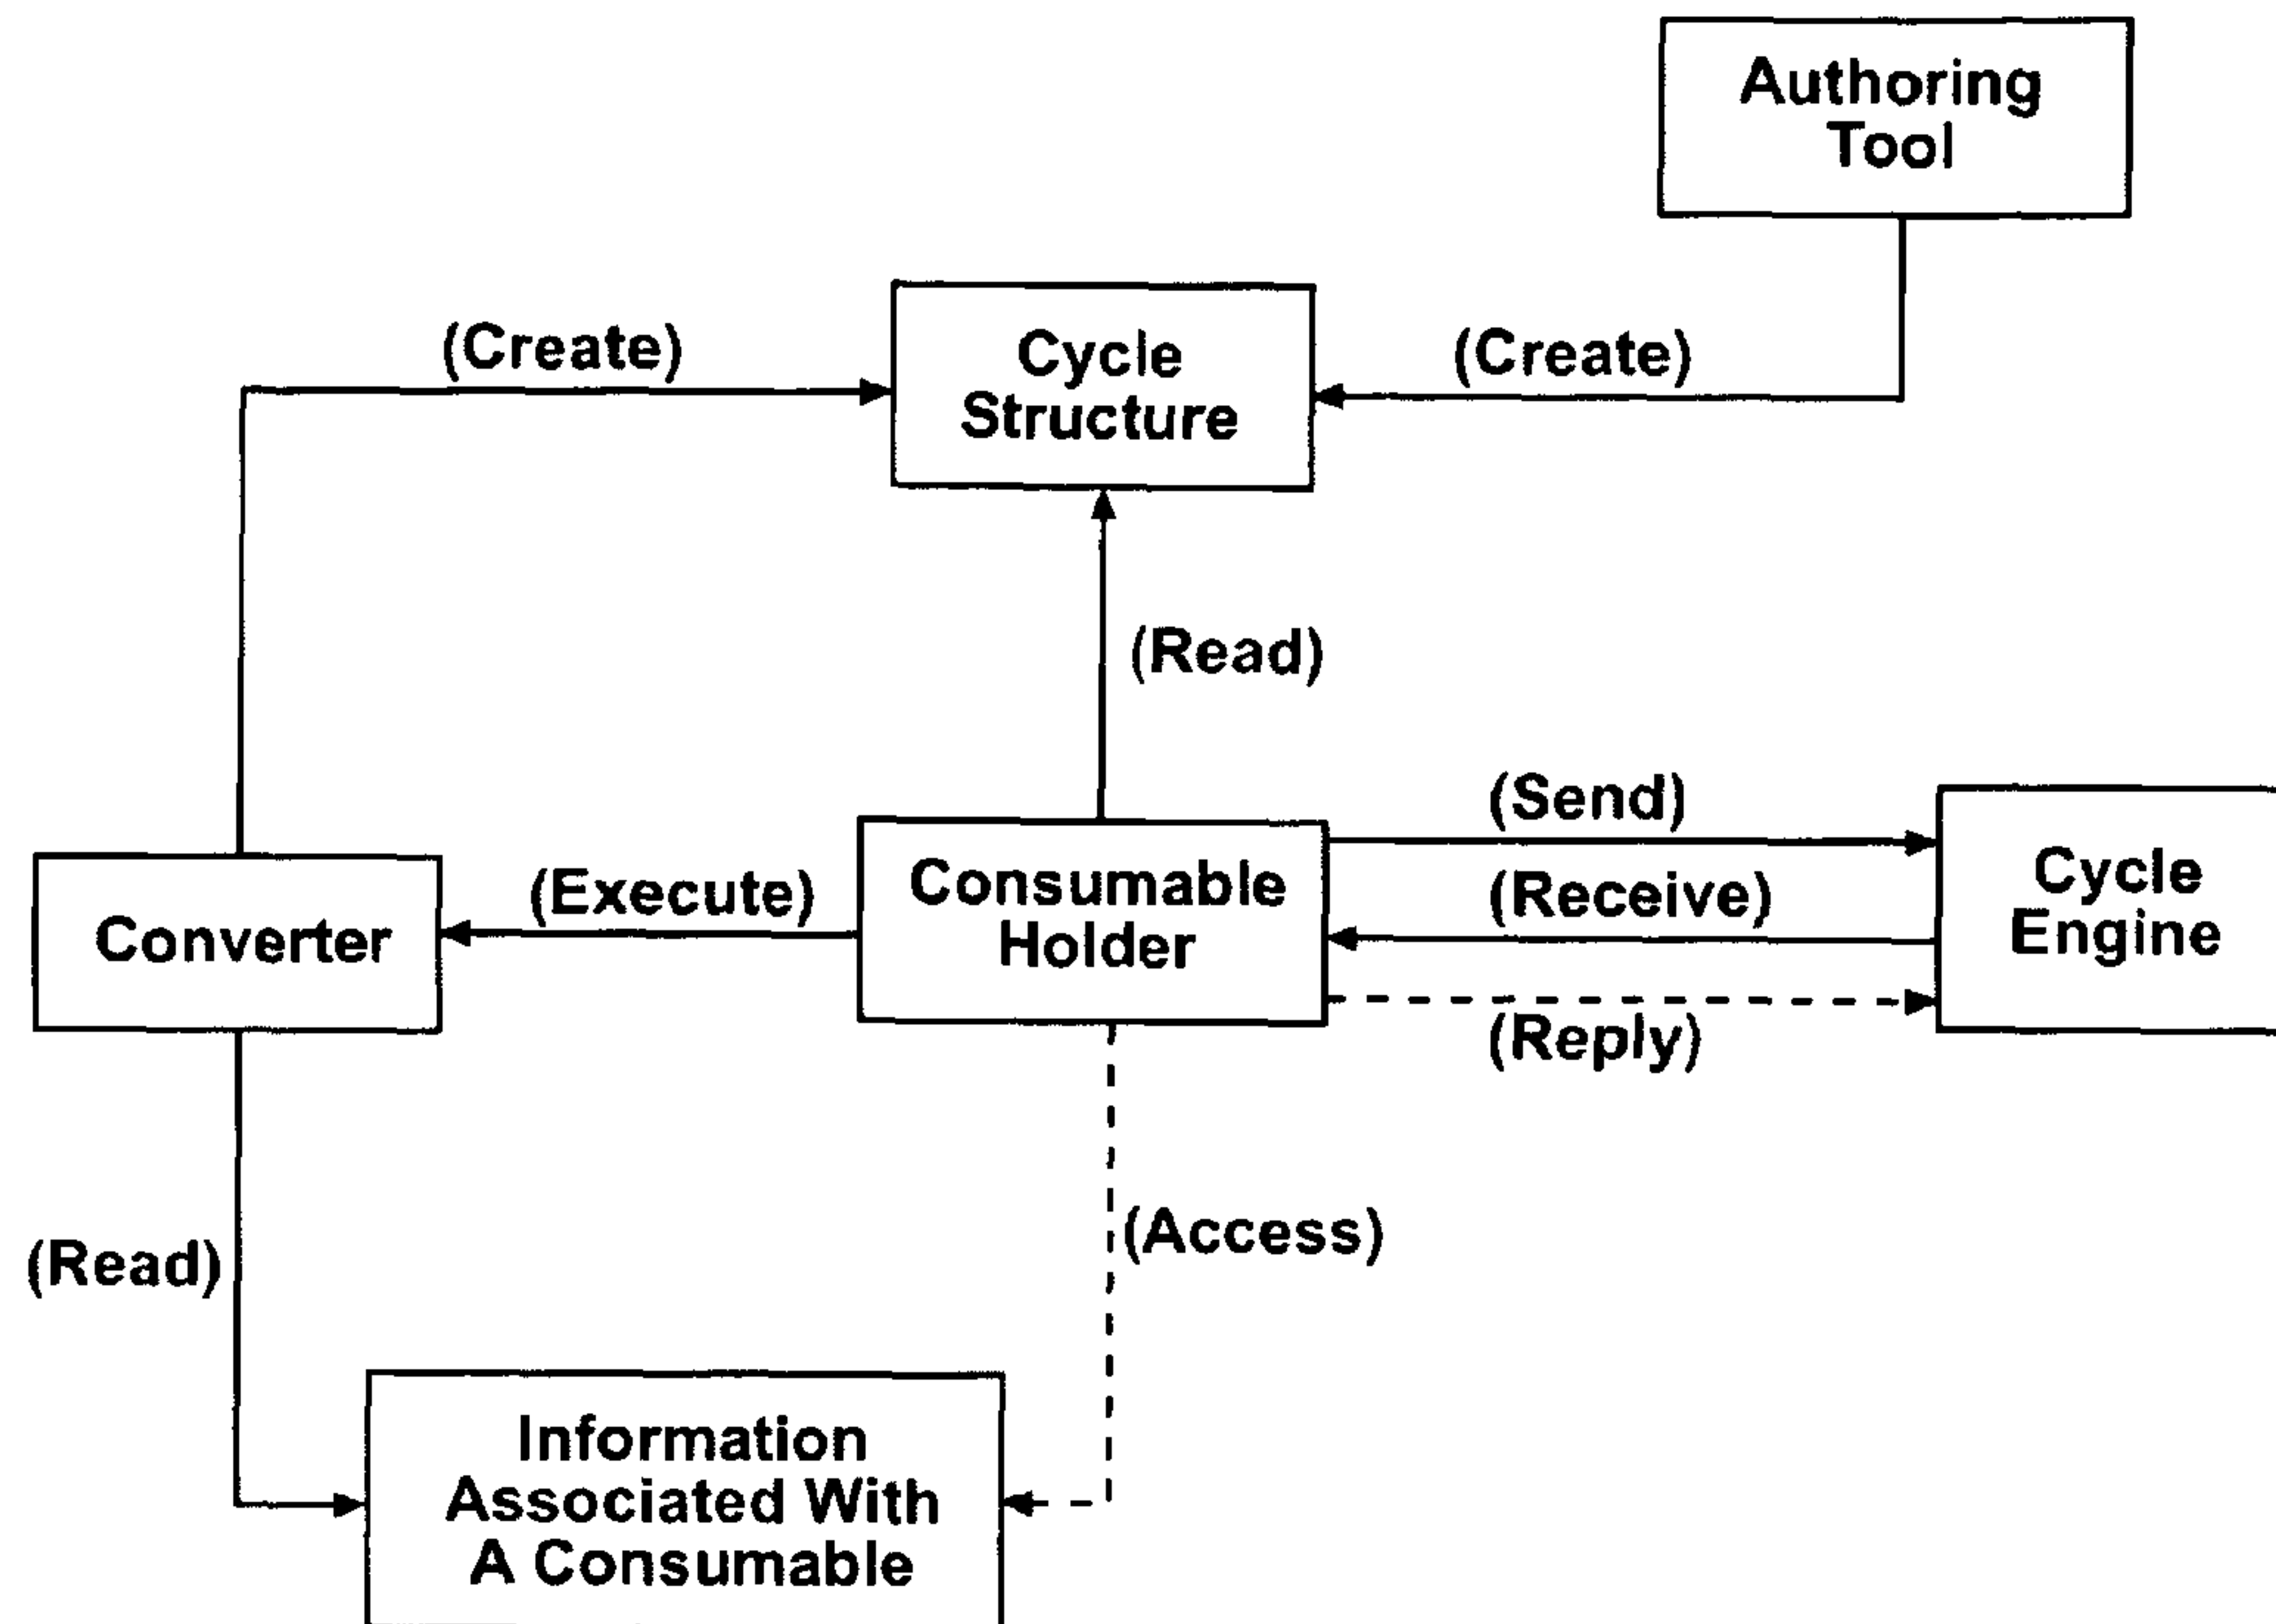 Authoring
Tool
(Create)
Cycle
Structure
(Create)
(Read)
(Send)
(Receive)
(Reply)
Converter
(Execute)
Consumable
Holder
Cycle
Engine
(Read)
(Access)
Information
Associated With
A Consumable